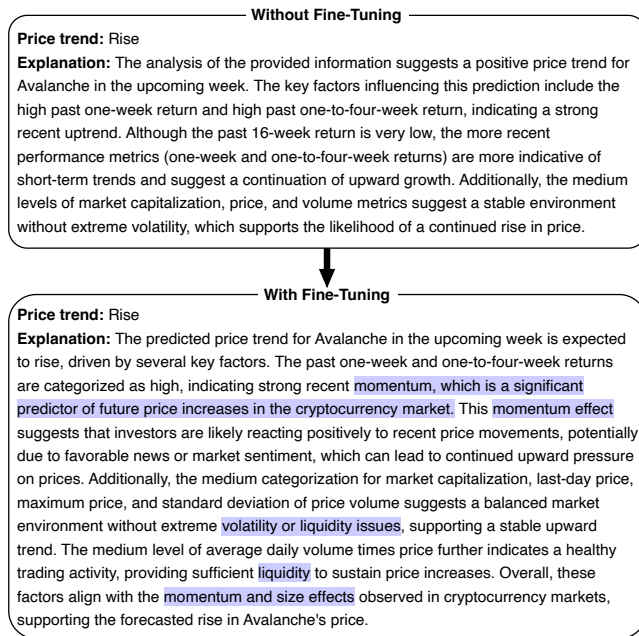 Without Fine-Tuning
Price trend: Rise
Explanation: The analysis of the provided information suggests a positive price trend for
Avalanche in the upcoming week. The key factors influencing this prediction include the
high past one-week return and high past one-to-four-week return, indicating a strong
recent uptrend. Although the past 16-week return is very low, the more recent
performance metrics (one-week and one-to-four-week returns) are more indicative of
short-term trends and suggest a continuation of upward growth. Additionally, the medium
levels of market capitalization, price, and volume metrics suggest a stable environment
without extreme volatility, which supports the likelihood of a continued rise in price.
With Fine-Tuning
Price trend: Rise
Explanation: The predicted price trend for Avalanche in the upcoming week is expected
to rise, driven by several key factors. The past one-week and one-to-four-week returns
are categorized as high, indicating strong recent momentum, which is a significant
predictor of future price increases in the cryptocurrency market. This momentum effect
suggests that investors are likely reacting positively to recent price movements, potentially
due to favorable news or market sentiment, which can lead to continued upward pressure
on prices. Additionally, the medium categorization for market capitalization, last-day price,
maximum price, and standard deviation of price volume suggests a balanced market
environment without extreme volatility or liquidity issues, supporting a stable upward
trend. The medium level of average daily volume times price further indicates a healthy
trading activity, providing sufficient liquidity to sustain price increases. Overall, these
factors align with the momentum and size effects observed in cryptocurrency markets,
supporting the forecasted rise in Avalanche's price.